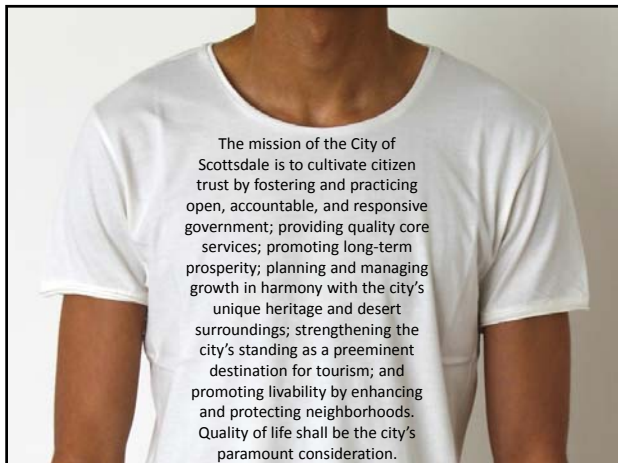 The mission of the City of
Scottsdale is to cultivate citizen
trust by fostering and practicing
open, accountable, and responsive
government; providing quality core
services; promoting long-term
prosperity; planning and managing
growth in harmony with the city’s
unique heritage and desert
surroundings; strengthening the
city’s standing as a preeminent
destination for tourism; and
promoting livability by enhancing
and protecting neighborhoods.
Quality of life shall be the city’s
paramount consideration.